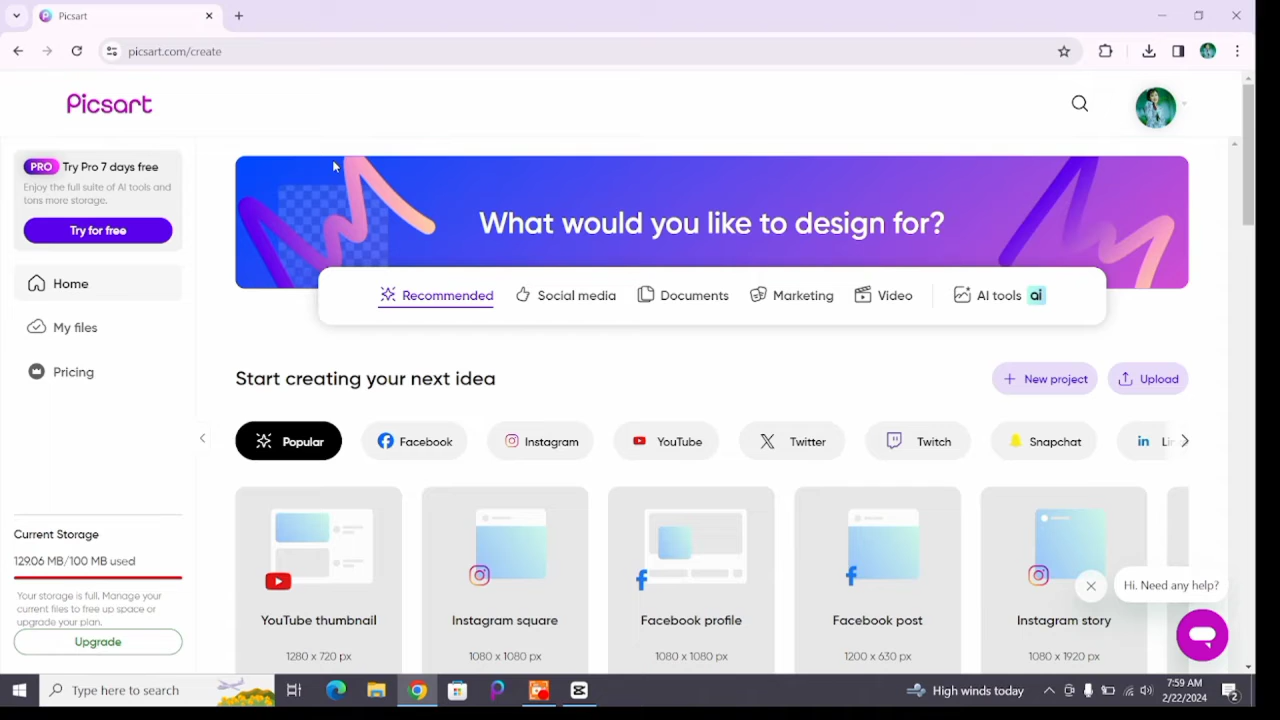 Picsart
picsart.com/create
Picsart
PRO Try Pro 7 days free
Enjoy the full suite of AI tools and
tons more storage.
Try for free
Home
My files
Pricing
Current Storage
129.06 MB/100 MB used
Your storage is full. Manage your
current files to free up space or
upgrade your plan.
Upgrade
What would you like to design for?
Recommended Social media Documents Marketing Video AI tools ai
Start creating your next idea
New project Upload
Popular Facebook Instagram YouTube Twitter Twitch Snapchat in
YouTube thumbnail Instagram square Facebook profile Facebook post Instagram story
1280 x 720 px 1080 x 1080 px 1080 x 1080 px 1200 x 630 px 1080 x 1920 px
Hi. Need any help?
Type here to search
High winds today
7:59 AM
2/22/2024
2